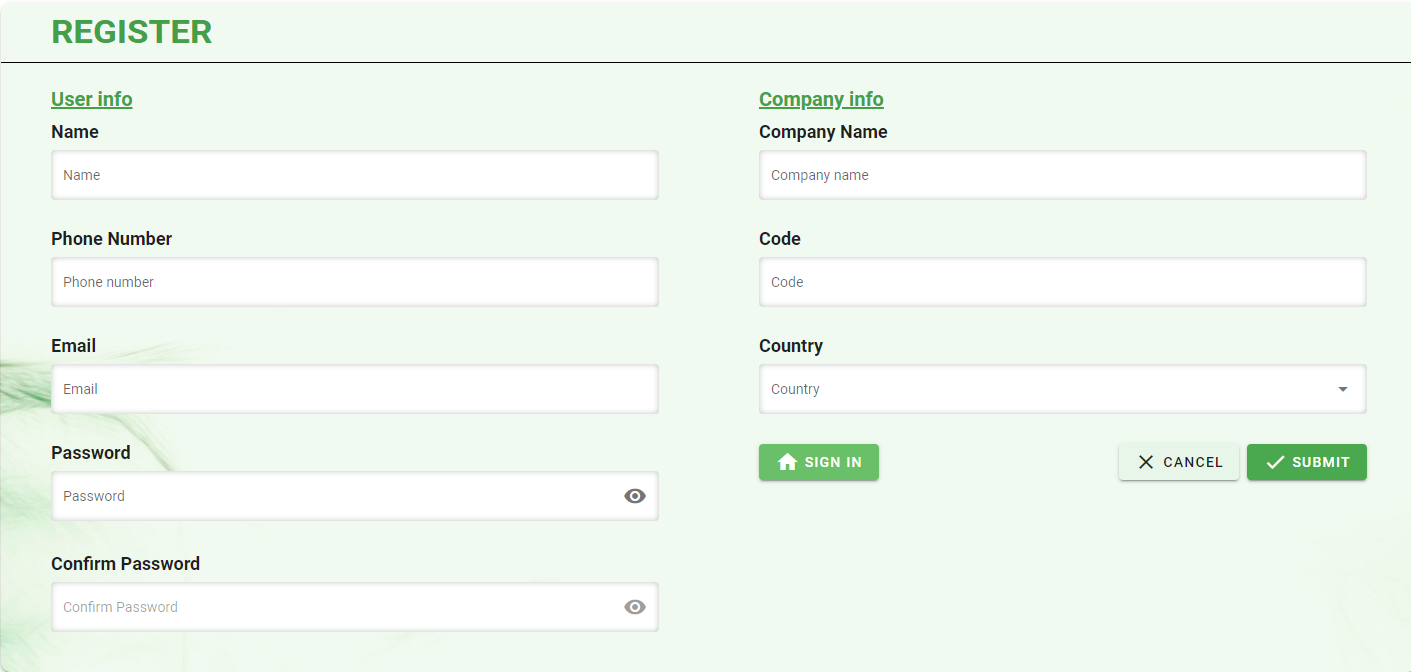 REGISTER
User info
Name
Name
Phone Number
Phone number
Email
Email
Password
Password
Confirm Password
Confirm Password
Company info
Company Name
Company name
Code
Code
Country
Country
SIGN IN
CANCEL
SUBMIT